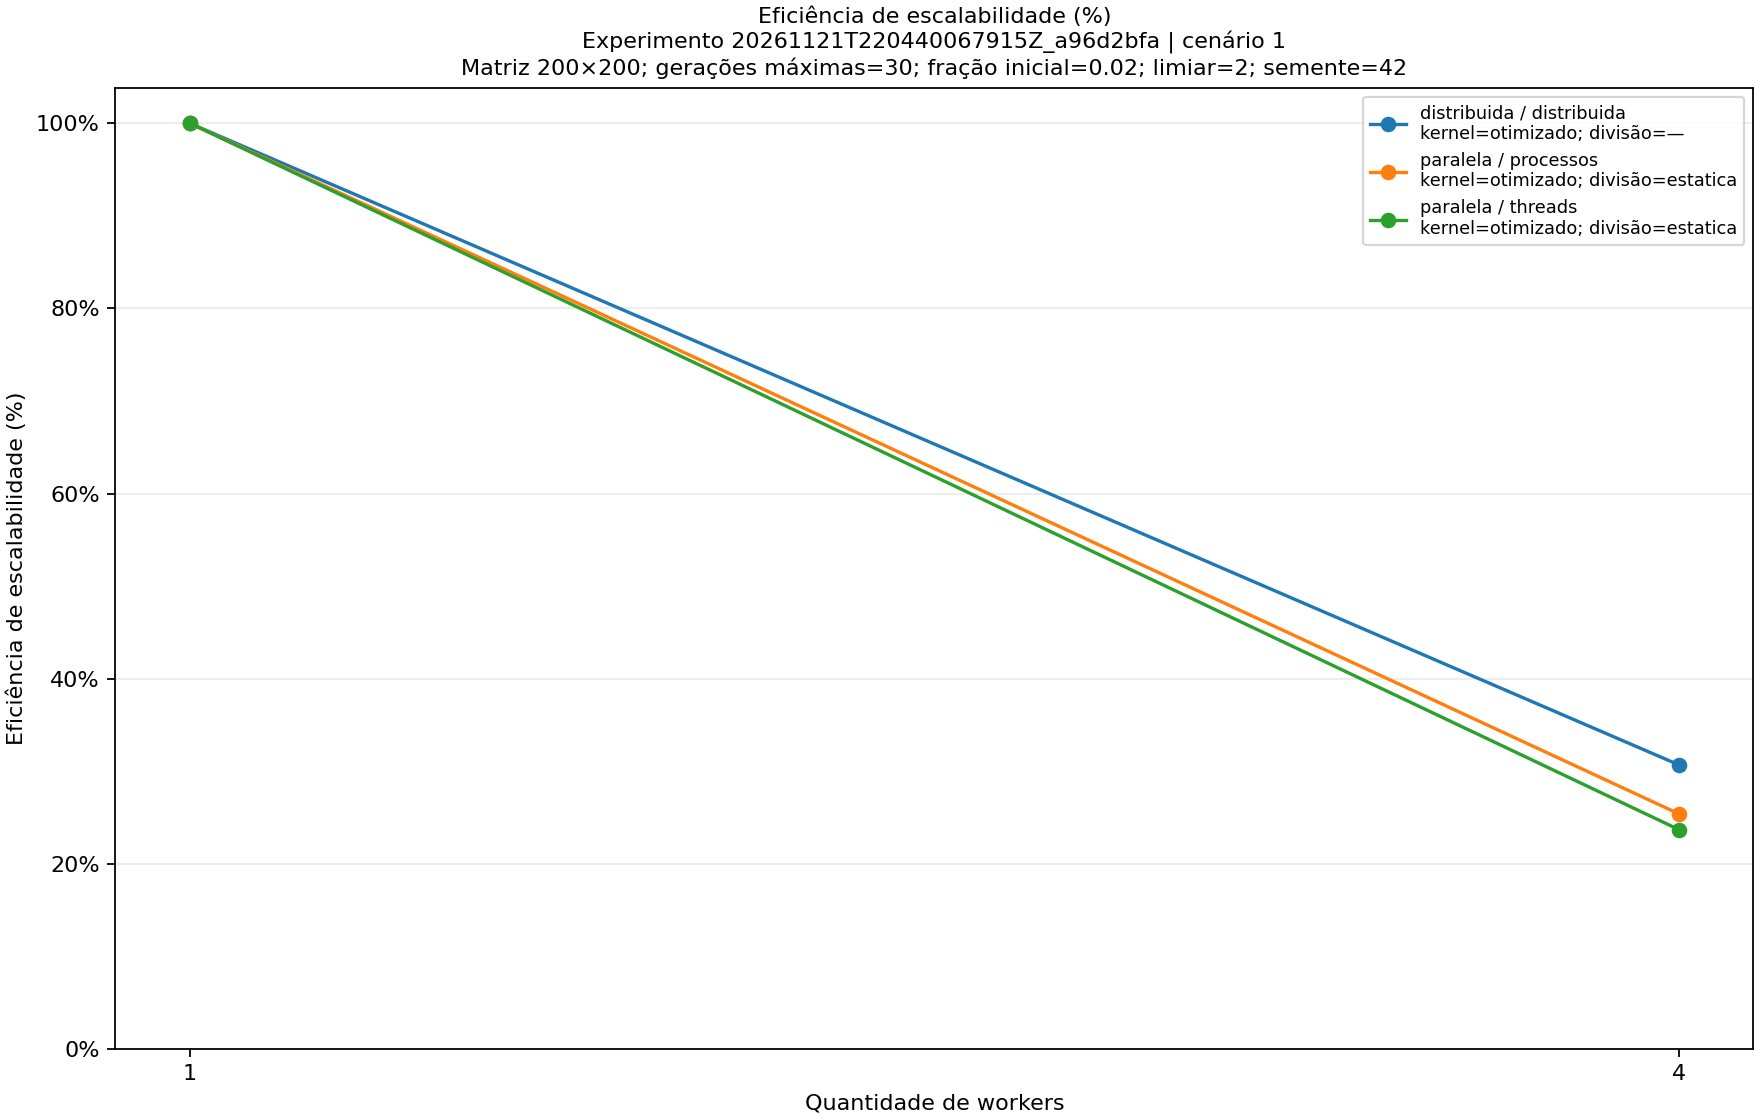 Eficiência de escalabilidade (%)
Experimento 20261121T220440067915Z_a96d2bfa | cenário 1
Matriz 200×200; gerações máximas=30; fração inicial=0.02; limiar=2; semente=42
distribuida / distribuida
kernel=otimizado; divisão=—
paralela / processos
kernel=otimizado; divisão=estatica
paralela / threads
kernel=otimizado; divisão=estatica
Eficiência de escalabilidade (%)
100%
80%
60%
40%
20%
0%
1
4
Quantidade de workers